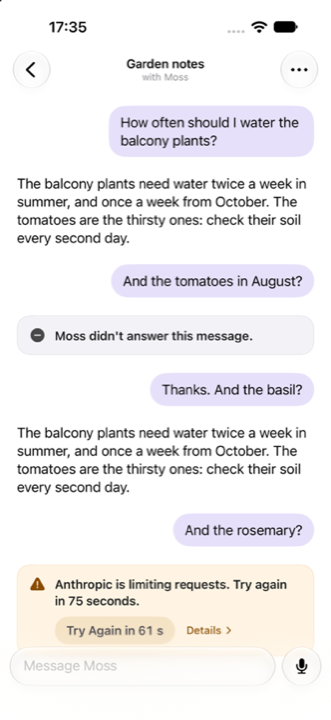 17:35
Garden notes
with Moss
How often should I water the
balcony plants?
The balcony plants need water twice a week in
summer, and once a week from October. The
tomatoes are the thirsty ones: check their soil
every second day.
And the tomatoes in August?
Moss didn't answer this message.
Thanks. And the basil?
The balcony plants need water twice a week in
summer, and once a week from October. The
tomatoes are the thirsty ones: check their soil
every second day.
And the rosemary?
Anthropic is limiting requests. Try again
in 75 seconds.
Try Again in 61 s
Details >
Message Moss